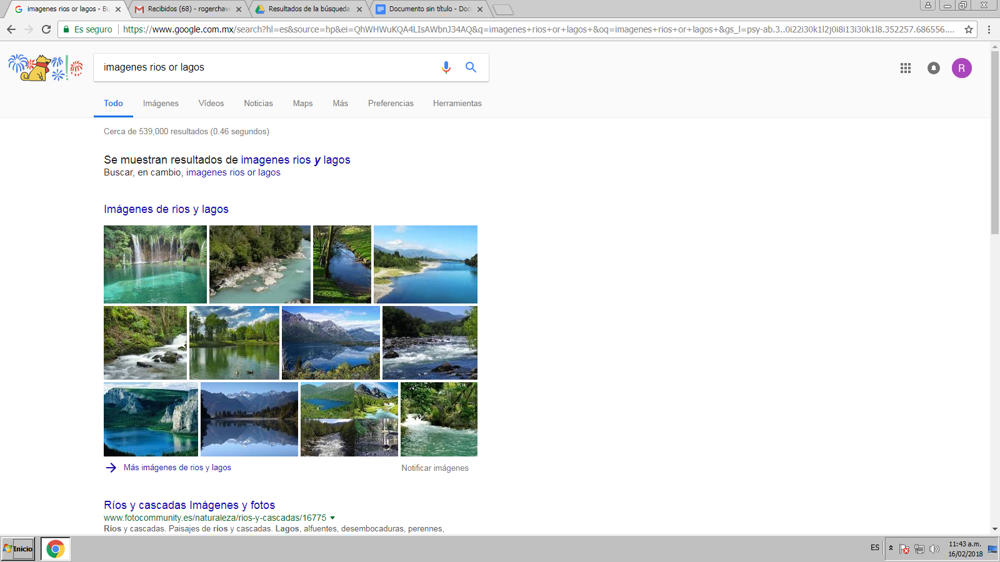 imagenes rios or lagos - Bu
Recibidos (68) - rogerchave
Resultados de la búsqueda
Documento sin título - Doc
Es seguro
https://www.google.com.mx/search?hl=es&source=hp&ei=QhWHWuKQA4LIsAWbnJ34AQ&q=imagenes+rios+or+lagos+&oq=imagenes+rios+or+lagos+&gs_l=psy-ab.3..0i22i30k1l2j0i8i13i30k1l8.352257.686556....
imagenes rios or lagos
R
Todo Imágenes Vídeos Noticias Maps Más Preferencias Herramientas
Cerca de 539,000 resultados (0.46 segundos)
Se muestran resultados de imagenes rios y lagos
Buscar, en cambio, imagenes rios or lagos
Imágenes de rios y lagos
Más imágenes de rios y lagos
Notificar imágenes
Ríos y cascadas Imágenes y fotos
www.fotocommunity.es/naturaleza/rios-y-cascadas/16775
Ríos y cascadas. Paisajes de ríos y cascadas. Lagos, alfuentes, desembocaduras, perennes,
Inicio
ES
11:43 a.m.
16/02/2018